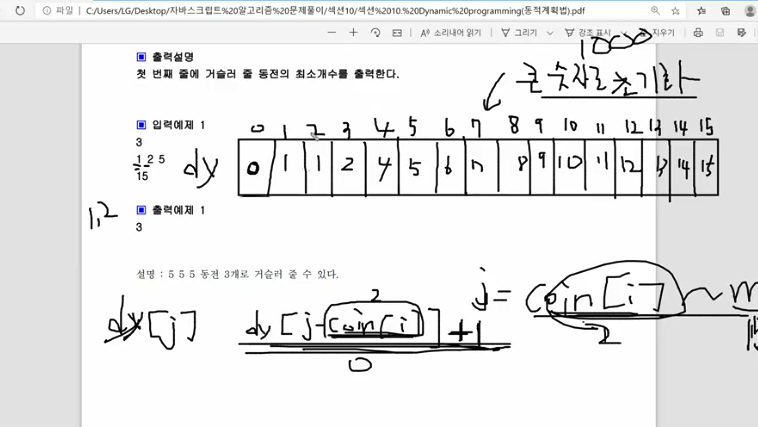 파일 | C:/Users/LG/Desktop/자바스크립트%20알고리즘%20문제풀이/섹션10/섹션%2010.%20Dynamic%20programming(동적계획법).pdf
소리내어 읽기 그리기 강조 표시 지우기
1000
출력설명
큰 숫자로 초기화
첫 번째 줄에 거슬러 줄 동전의 최소개수를 출력한다.
입력예제 1
0 1 2 3 4 5 6 7 8 9 10 11 12 13 14 15
3
1 2 5
15
dy 0 1 1 2 4 5 6 7 8 9 10 11 12 13 14 15
1, 2
출력예제 1
3
설명 : 5 5 5 동전 3개로 거슬러 줄 수 있다.
j = coin[i] ~ m
2
15
2
dy[j] dy[j-coin[i]]+1
0